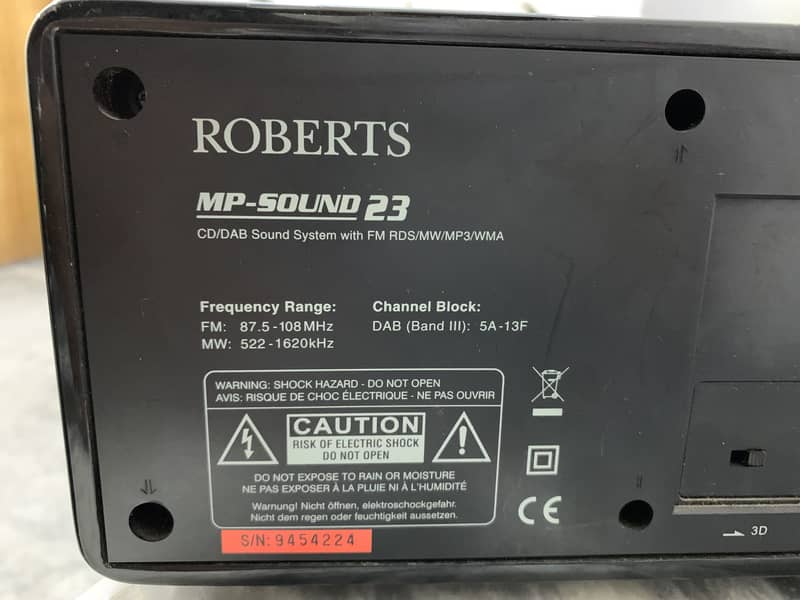 ROBERTS
MP-SOUND 23
CD/DAB Sound System with FM RDS/MW/MP3/WMA
Frequency Range:
FM: 87.5-108MHz
MW: 522-1620kHz
Channel Block:
DAB (Band III): 5A-13F
WARNING: SHOCK HAZARD - DO NOT OPEN
AVIS: RISQUE DE CHOC ÉLECTRIQUE - NE PAS OUVRIR
CAUTION
RISK OF ELECTRIC SHOCK
DO NOT OPEN
DO NOT EXPOSE TO RAIN OR MOISTURE
NE PAS EXPOSER À LA PLUIE NI À L'HUMIDITÉ
Warnung! Nicht öffnen, elektroschockgefahr.
Nicht dem regen oder feuchtigkeit aussetzen.
CE
S/N: 9454224
3D